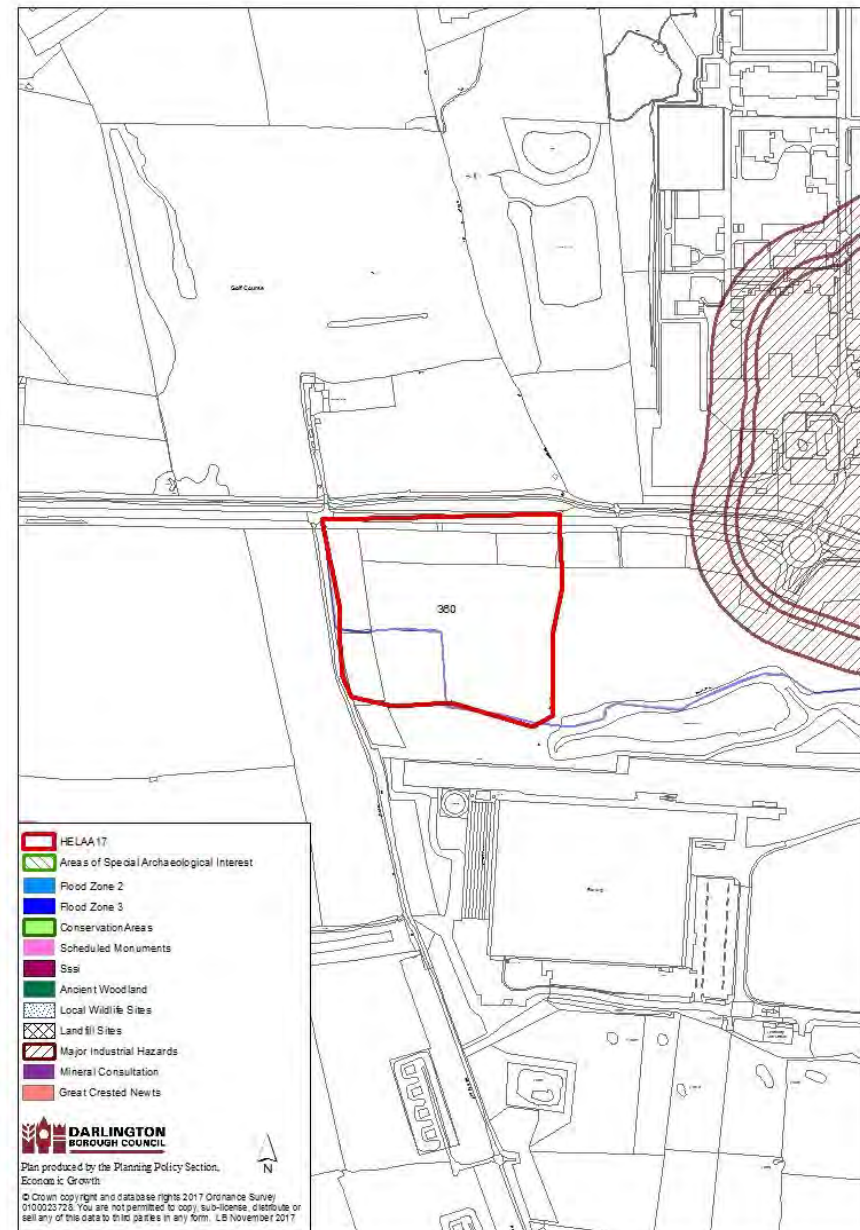 Golf Course
360
HELAA17
Areas of Special Archaeological Interest
Flood Zone 2
Flood Zone 3
Conservation Areas
Scheduled Monuments
Sssi
Ancient Woodland
Local Wildlife Sites
Landfill Sites
Major Industrial Hazards
Mineral Consultation
Great Crested Newts
DARLINGTON
BOROUGH COUNCIL
N
Plan produced by the Planning Policy Section,
Economic Growth
© Crown copyright and database rights 2017 Ordnance Survey
0100023728. You are not permitted to copy, sub-license, distribute or
sell any of this data to third parties in any form. LB November 2017